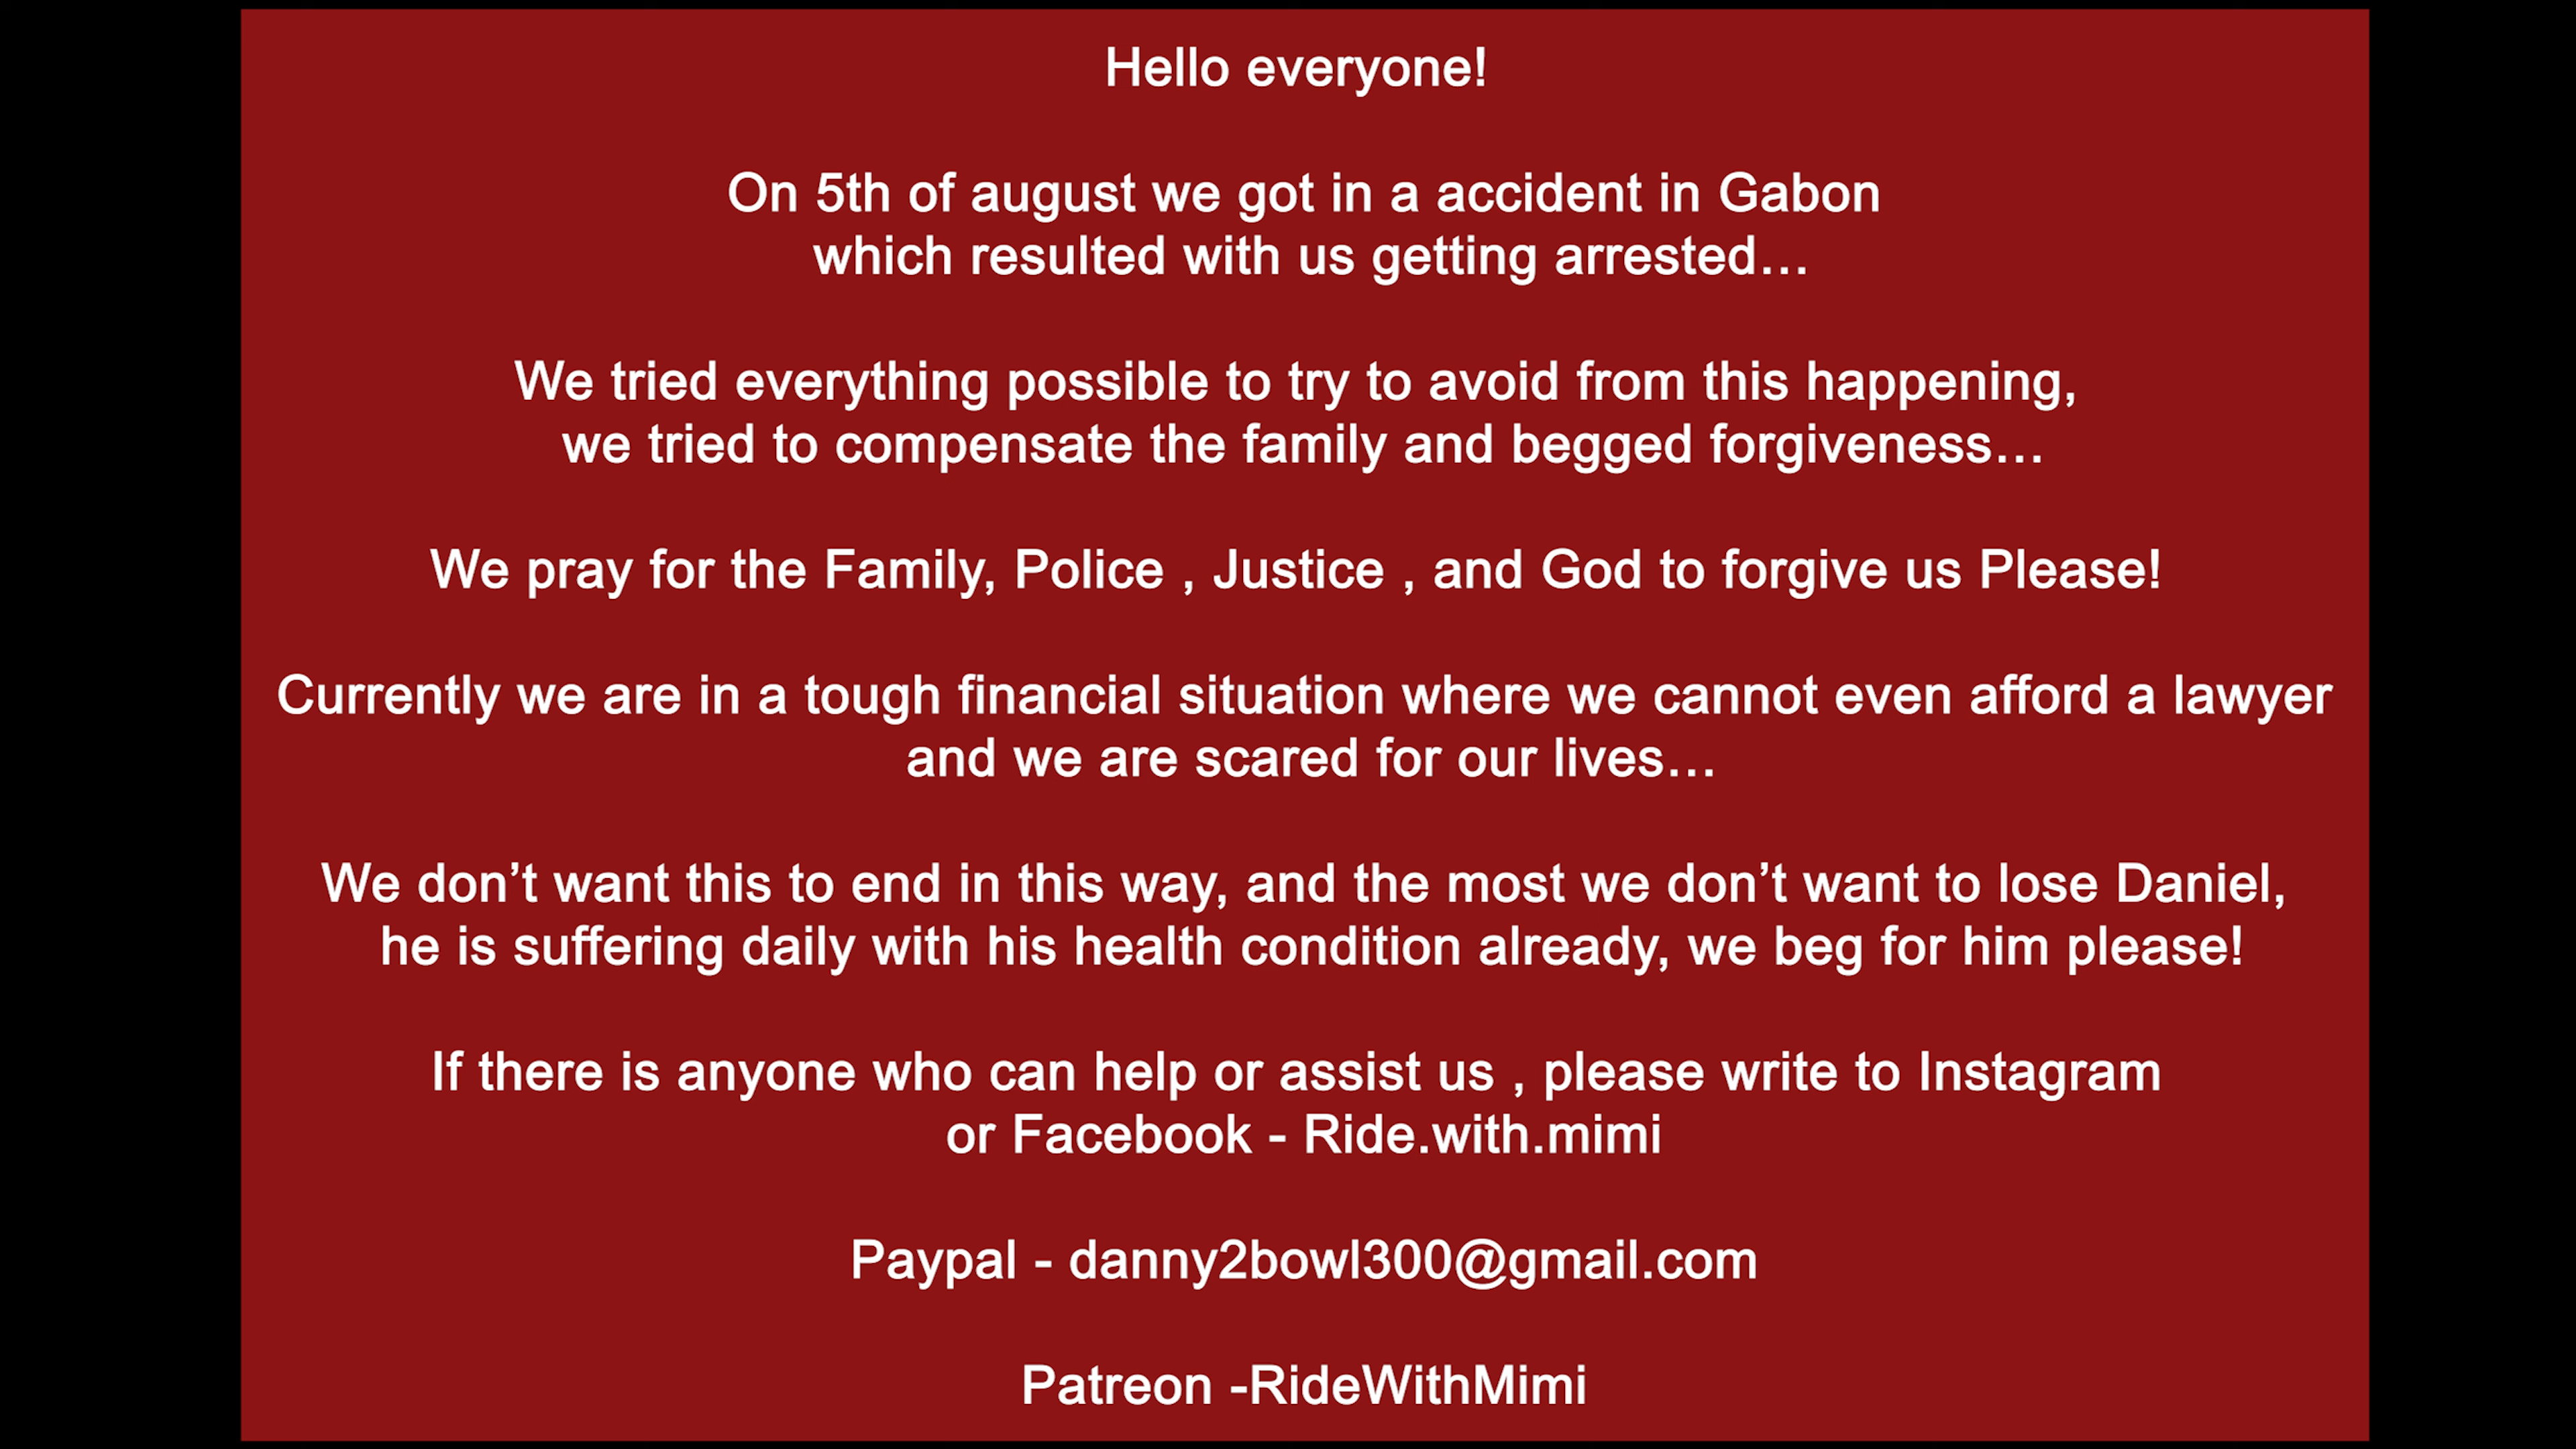 Hello everyone!
On 5th of august we got in a accident in Gabon
which resulted with us getting arrested...
We tried everything possible to try to avoid from this happening,
we tried to compensate the family and begged forgiveness...
We pray for the Family, Police , Justice , and God to forgive us Please!
Currently we are in a tough financial situation where we cannot even afford a lawyer
and we are scared for our lives...
We don’t want this to end in this way, and the most we don’t want to lose Daniel,
he is suffering daily with his health condition already, we beg for him please!
If there is anyone who can help or assist us , please write to Instagram
or Facebook - Ride.with.mimi
Paypal - danny2bowl300@gmail.com
Patreon -RideWithMimi